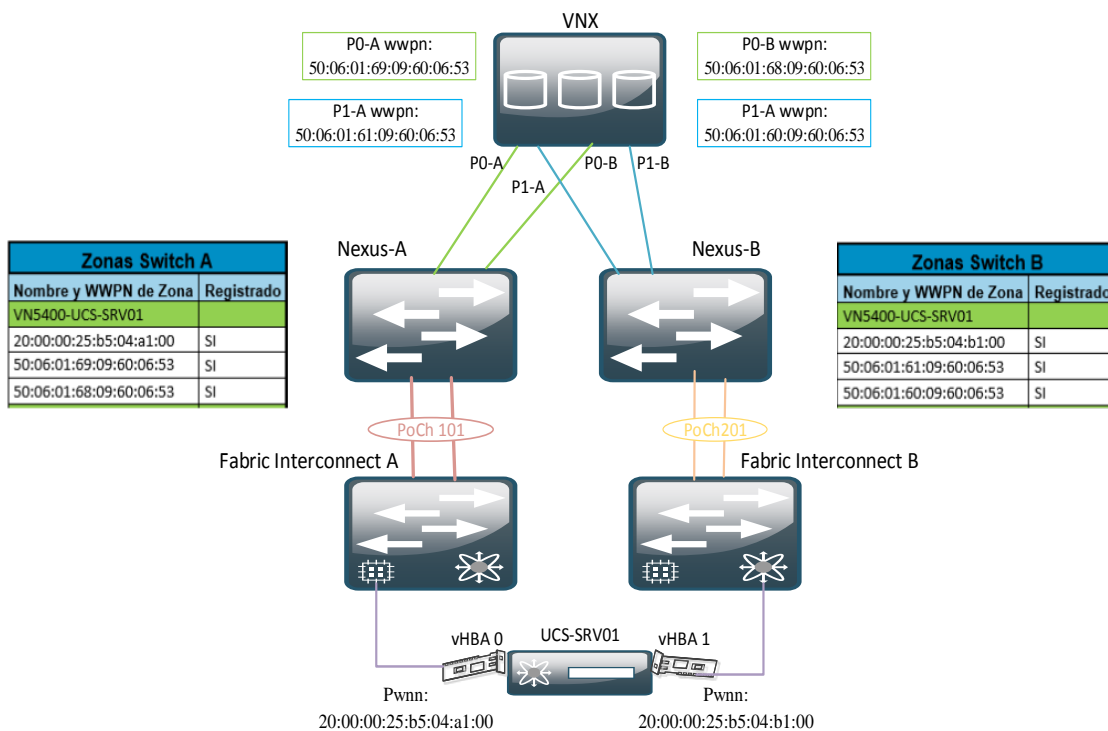 VNX
P0-A wwpn:
50:06:01:69:09:60:06:53
P0-B wwpn:
50:06:01:68:09:60:06:53
P1-A wwpn:
50:06:01:61:09:60:06:53
P1-A wwpn:
50:06:01:60:09:60:06:53
P0-A
P0-B
P1-B
P1-A
Nexus-A
Nexus-B
Zonas Switch A
Nombre y WWPN de Zona Registrado
VN5400-UCS-SRV01
20:00:00:25:b5:04:a1:00 SI
50:06:01:69:09:60:06:53 SI
50:06:01:68:09:60:06:53 SI
Zonas Switch B
Nombre y WWPN de Zona Registrado
VN5400-UCS-SRV01
20:00:00:25:b5:04:b1:00 SI
50:06:01:61:09:60:06:53 SI
50:06:01:60:09:60:06:53 SI
PoCh 101
PoCh201
Fabric Interconnect A
Fabric Interconnect B
vHBA 0
UCS-SRV01
vHBA 1
Pwnn:
20:00:00:25:b5:04:a1:00
Pwnn:
20:00:00:25:b5:04:b1:00